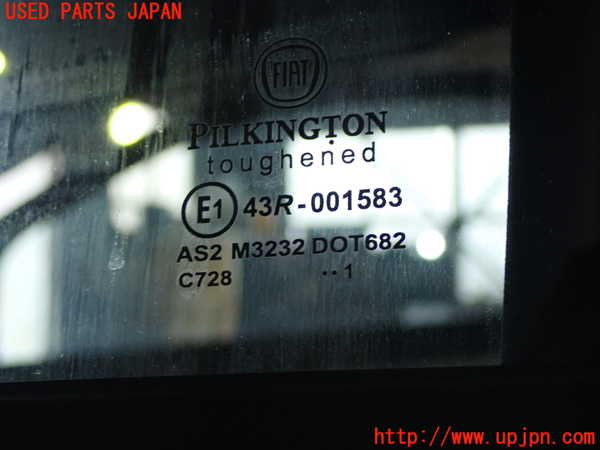 USED PARTS JAPAN
FIAT
PILKINGTON
toughened
E1 43R-001583
AS2 M3232 DOT682
C728 ··1
http://www.upjpn.com/